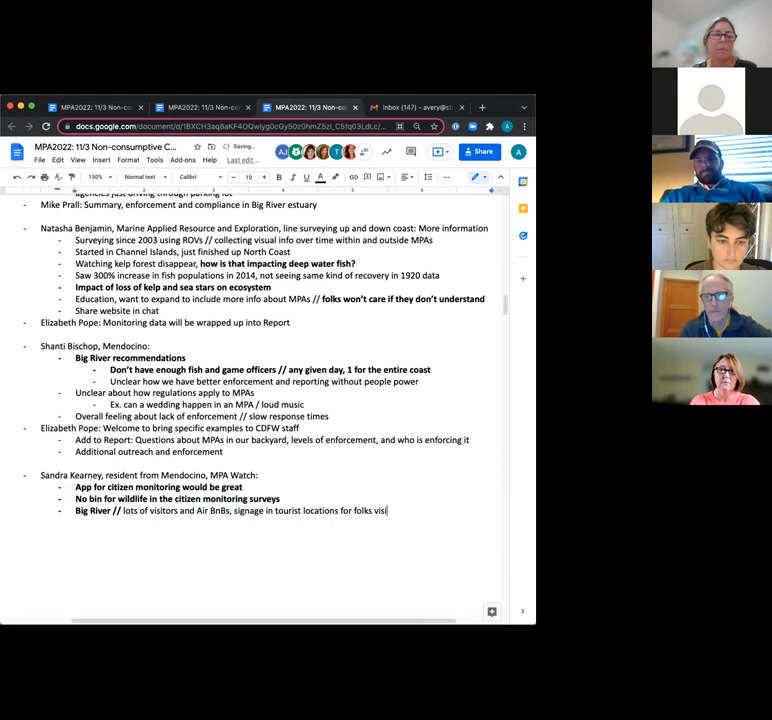 MPA2022: 11/3 Non-co
MPA2022: 11/3 Non-co
MPA2022: 11/3 Non-co
Inbox (147) - avery@s
docs.google.com/document/d/
MPA2022: 11/3 Non-consumptive C...
Saving...
File Edit View Insert Format Tools Add-ons Help Last edit ...
AJ
T
Share
A
150% Normal text Calibri 10
agencies just driving through parking lot
- Mike Prall: Summary, enforcement and compliance in Big River estuary
- Natasha Benjamin, Marine Applied Resource and Exploration, line surveying up and down coast: More information
- Surveying since 2003 using ROVs // collecting visual info over time within and outside MPAs
- Started in Channel Islands, just finished up North Coast
- Watching kelp forest disappear, how is that impacting deep water fish?
- Saw 300% increase in fish populations in 2014, not seeing same kind of recovery in 1920 data
- Impact of loss of kelp and sea stars on ecosystem
- Education, want to expand to include more info about MPAs // folks won't care if they don't understand
- Share website in chat
- Elizabeth Pope: Monitoring data will be wrapped up into Report
- Shanti Bischop, Mendocino:
- Big River recommendations
- Don't have enough fish and game officers // any given day, 1 for the entire coast
- Unclear how we have better enforcement and reporting without people power
- Unclear about how regulations apply to MPAs
- Ex. can a wedding happen in an MPA / loud music
- Overall feeling about lack of enforcement // slow response times
- Elizabeth Pope: Welcome to bring specific examples to CDFW staff
- Add to Report: Questions about MPAs in our backyard, levels of enforcement, and who is enforcing it
- Additional outreach and enforcement
- Sandra Kearney, resident from Mendocino, MPA Watch:
- App for citizen monitoring would be great
- No bin for wildlife in the citizen monitoring surveys
- Big River // lots of visitors and Air BnBs, signage in tourist locations for folks visi